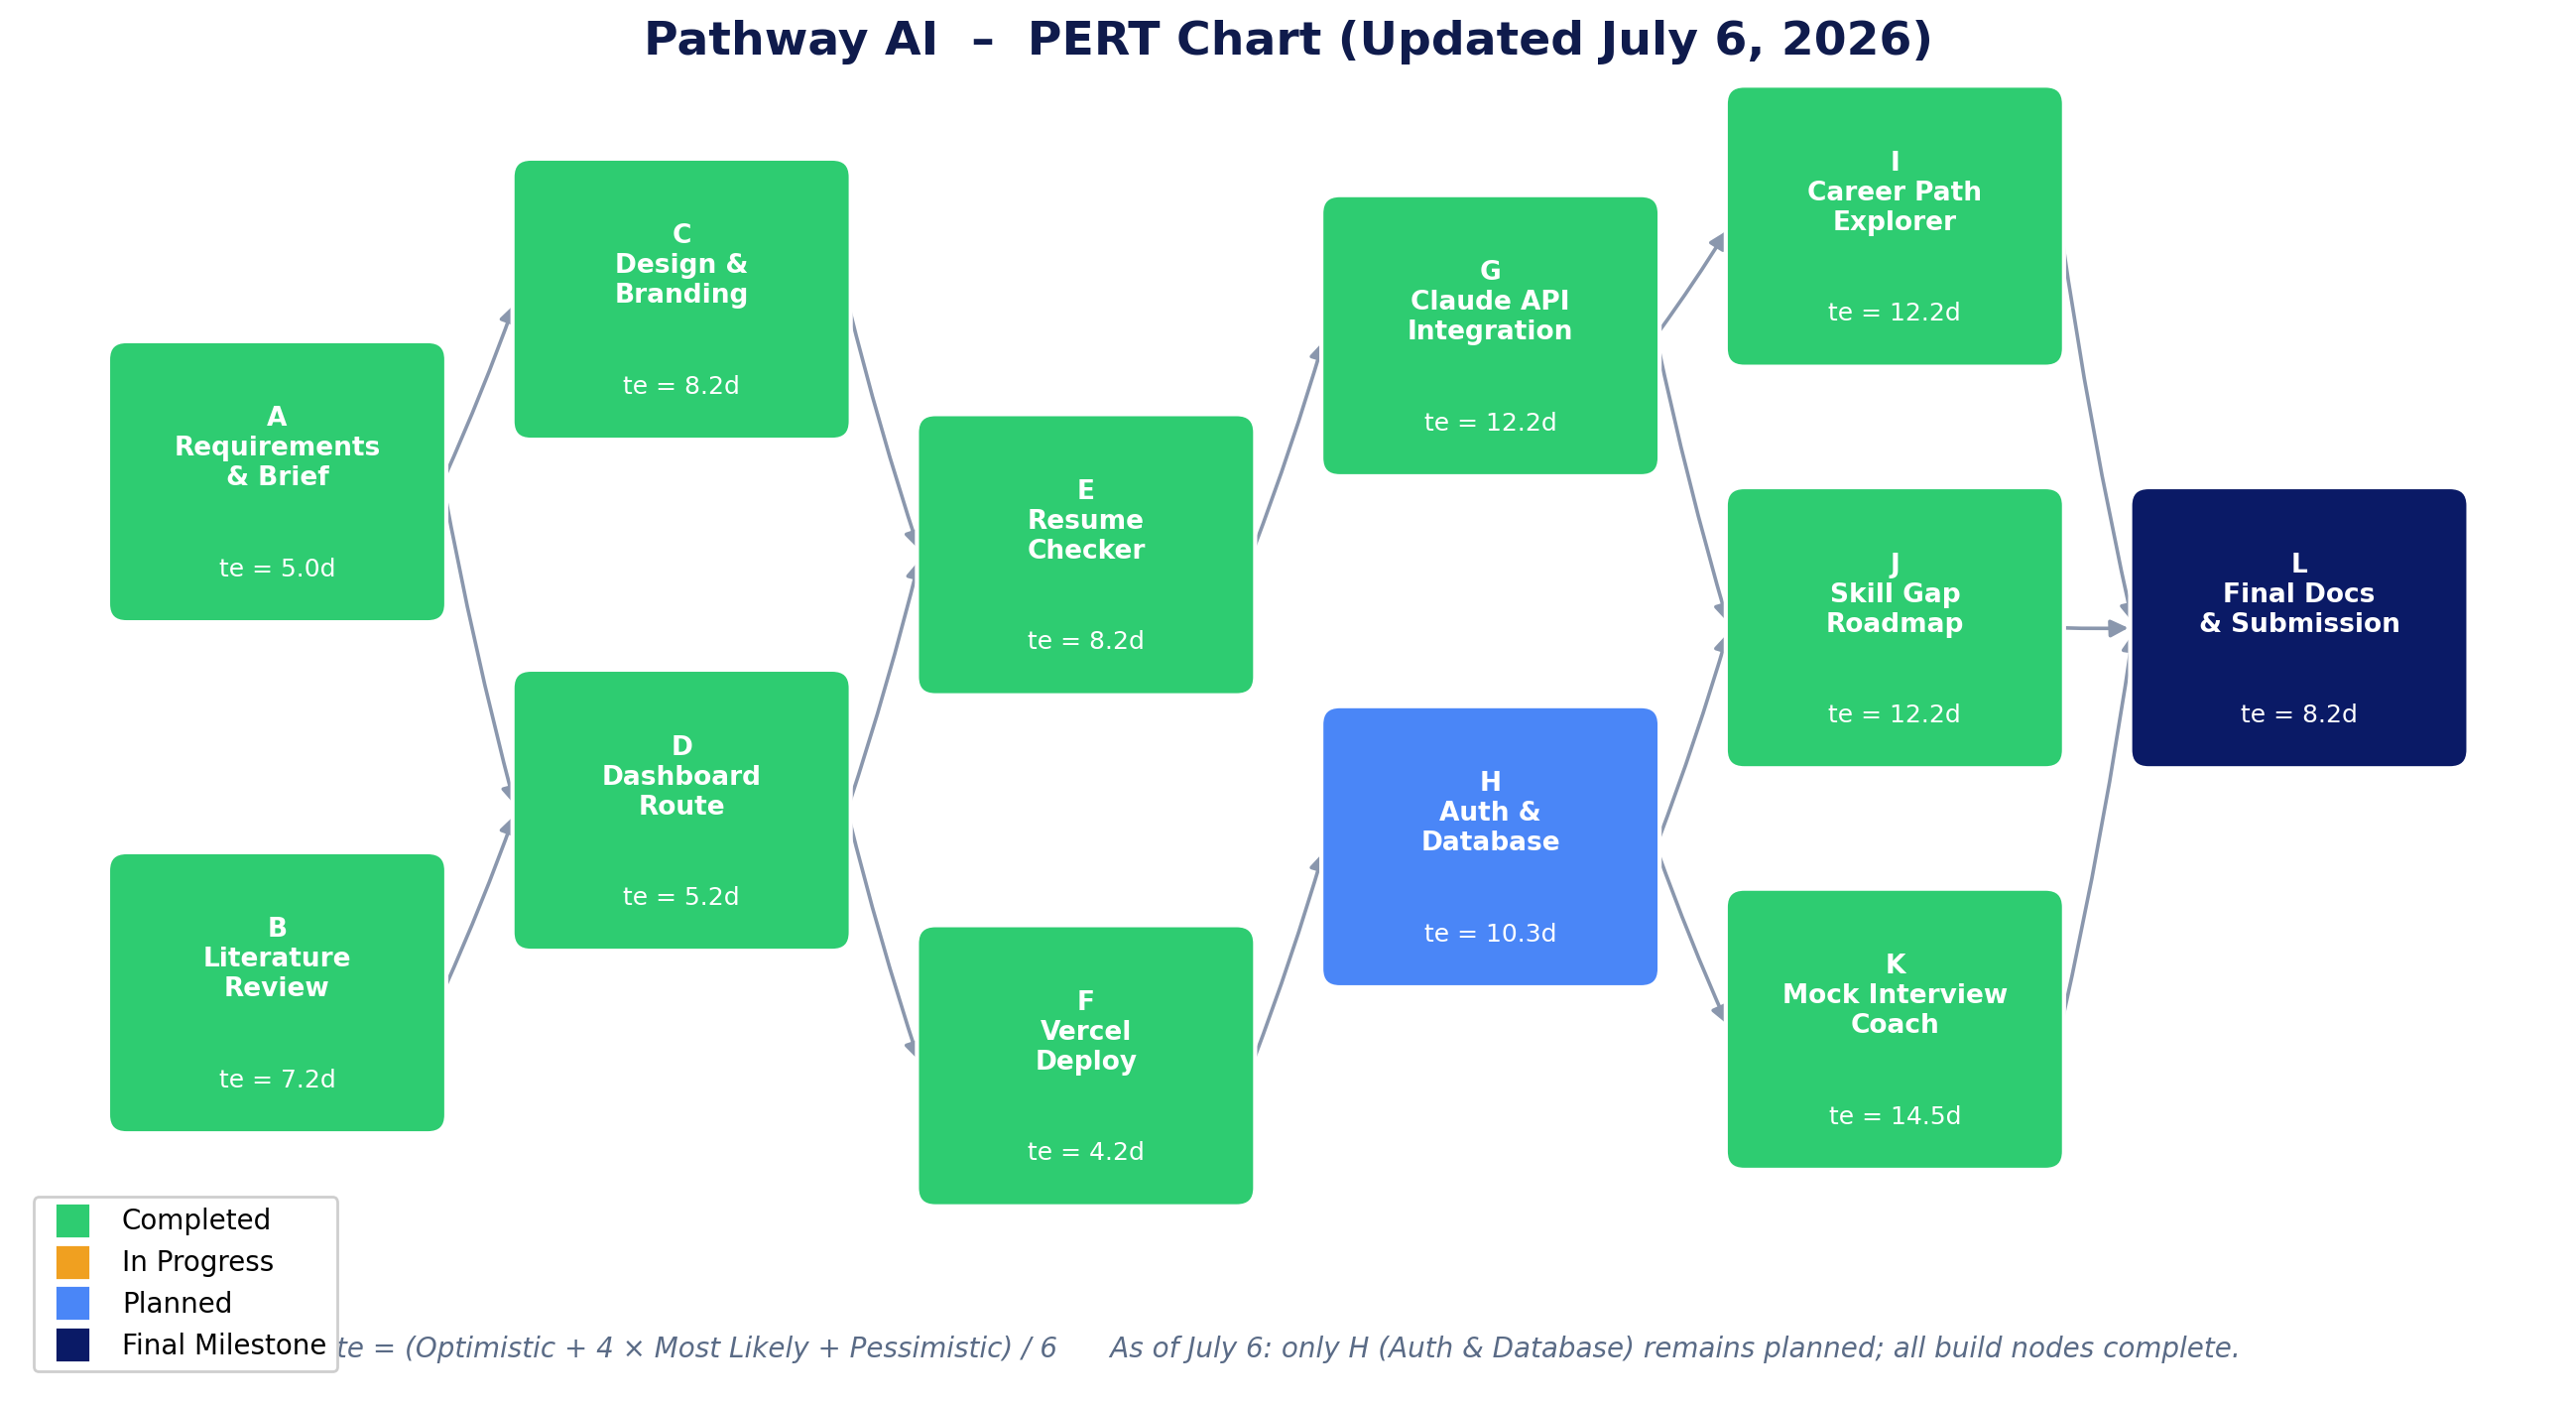 Pathway AI – PERT Chart (Updated July 6, 2026)
A
Requirements
& Brief
te = 5.0d
B
Literature
Review
te = 7.2d
C
Design &
Branding
te = 8.2d
D
Dashboard
Route
te = 5.2d
E
Resume
Checker
te = 8.2d
F
Vercel
Deploy
te = 4.2d
G
Claude API
Integration
te = 12.2d
H
Auth &
Database
te = 10.3d
I
Career Path
Explorer
te = 12.2d
J
Skill Gap
Roadmap
te = 12.2d
K
Mock Interview
Coach
te = 14.5d
L
Final Docs
& Submission
te = 8.2d
Completed
In Progress
Planned
Final Milestone
te = (Optimistic + 4 × Most Likely + Pessimistic) / 6 As of July 6: only H (Auth & Database) remains planned; all build nodes complete.